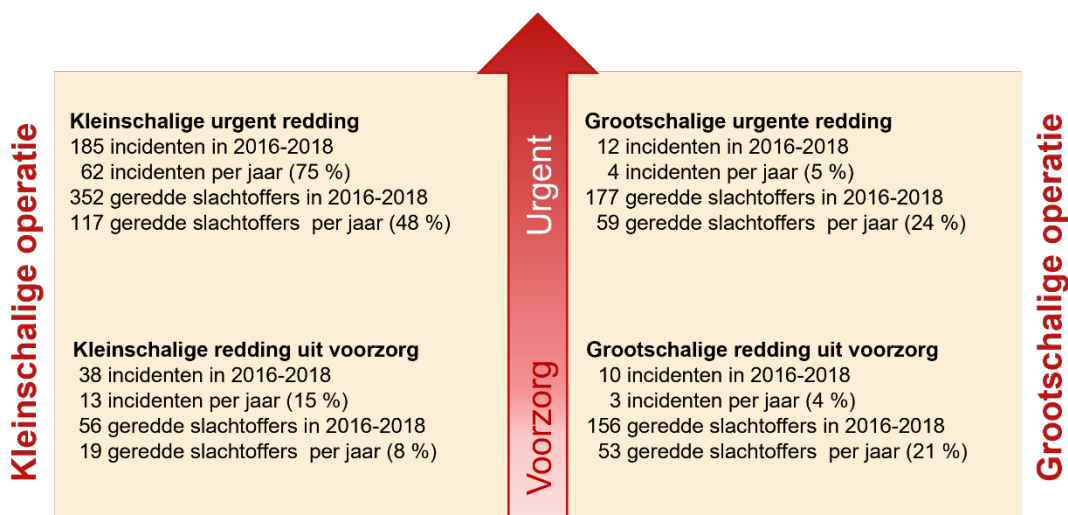 Kleinschalige operatie
Kleinschalige urgent redding
185 incidenten in 2016-2018
62 incidenten per jaar (75 %)
352 geredde slachtoffers in 2016-2018
117 geredde slachtoffers per jaar (48 %)
Kleinschalige redding uit voorzorg
38 incidenten in 2016-2018
13 incidenten per jaar (15 %)
56 geredde slachtoffers in 2016-2018
19 geredde slachtoffers per jaar (8 %)
Urgent
Voorzorg
Grootschalige urgente redding
12 incidenten in 2016-2018
4 incidenten per jaar (5 %)
177 geredde slachtoffers in 2016-2018
59 geredde slachtoffers per jaar (24 %)
Grootschalige redding uit voorzorg
10 incidenten in 2016-2018
3 incidenten per jaar (4 %)
156 geredde slachtoffers in 2016-2018
53 geredde slachtoffers per jaar (21 %)
Grootschalige operatie